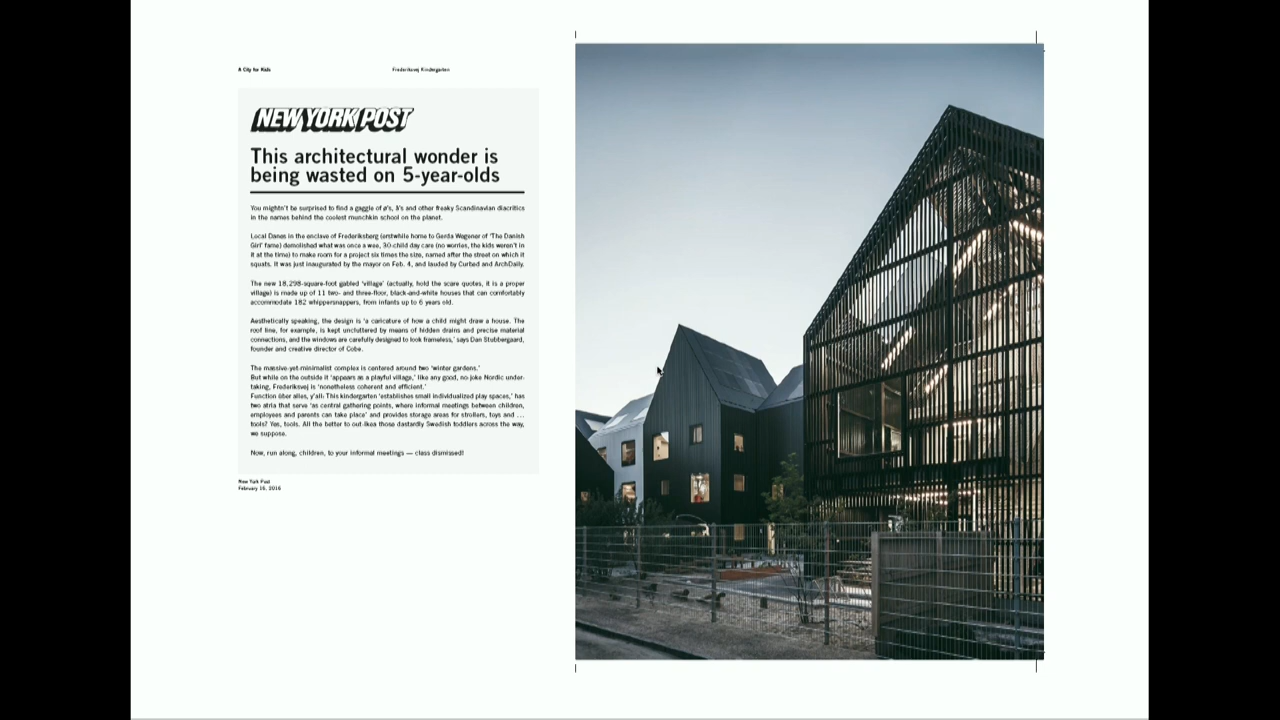 A City for Kids
Frederiksvej Kindergarten
NEW YORK POST
This architectural wonder is
being wasted on 5-year-olds
You mightn't be surprised to find a gaggle of ø's, å's and other freaky Scandinavian diacritics
in the names behind the coolest munchkin school on the planet.
Local Danes in the enclave of Frederiksberg (erstwhile home to Gerda Wegener of 'The Danish
Girl' fame) demolished what was once a wee, 30-child day care (no worries, the kids weren't in
it at the time) to make room for a project six times the size, named after the street on which it
squats. It was just inaugurated by the mayor on Feb. 4, and lauded by Curbed and ArchDaily.
The new 18,298-square-foot gabled 'village' (actually, hold the scare quotes, it is a proper
village) is made up of 11 two- and three-floor, black-and-white houses that can comfortably
accommodate 182 whippersnappers, from infants up to 6 years old.
Aesthetically speaking, the design is 'a caricature of how a child might draw a house. The
roof line, for example, is kept uncluttered by means of hidden drains and precise material
connections, and the windows are carefully designed to look frameless,' says Dan Stubbergaard,
founder and creative director of Cobe.
The massive-yet-minimalist complex is centered around two 'winter gardens.'
But while on the outside it 'appears as a playful village,' like any good, no-joke Nordic under-
taking, Frederiksvej is 'nonetheless coherent and efficient.'
Function über alles, y'all: This kindergarten 'establishes small individualized play spaces,' has
two atria that serve 'as central gathering points, where informal meetings between children,
employees and parents can take place' and provides storage areas for strollers, toys and ...
tools? Yes, tools. All the better to out-Ikea those dastardly Swedish toddlers across the way,
we suppose.
Now, run along, children, to your informal meetings — class dismissed!
New York Post
February 16, 2016